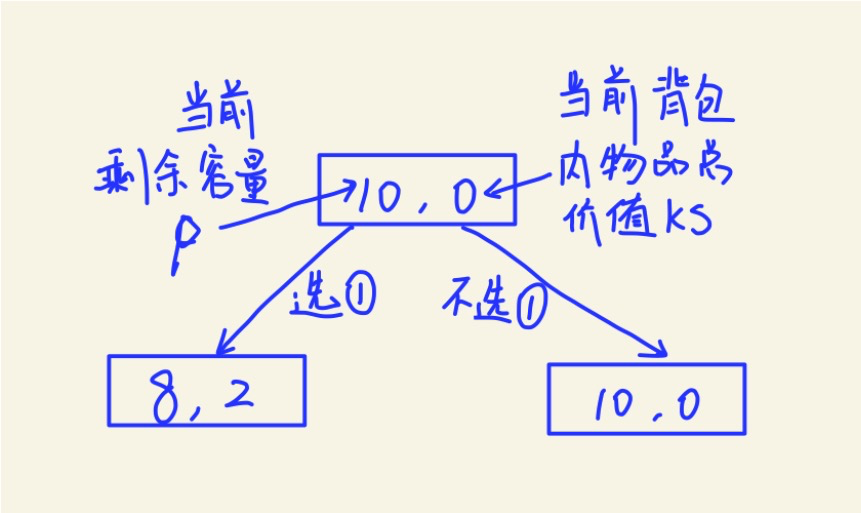 当前
剩余容量
p
当前背包
内物品点
价值KS
10,0
选①
不选①
8,2
10,0